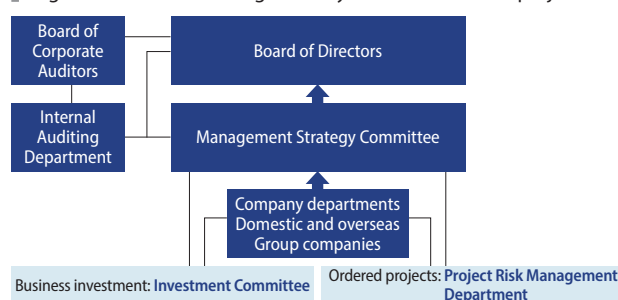 Board of
Corporate
Auditors
Board of Directors
Internal
Auditing
Department
Management Strategy Committee
Company departments
Domestic and overseas
Group companies
Business investment: Investment Committee
Ordered projects: Project Risk Management
Department